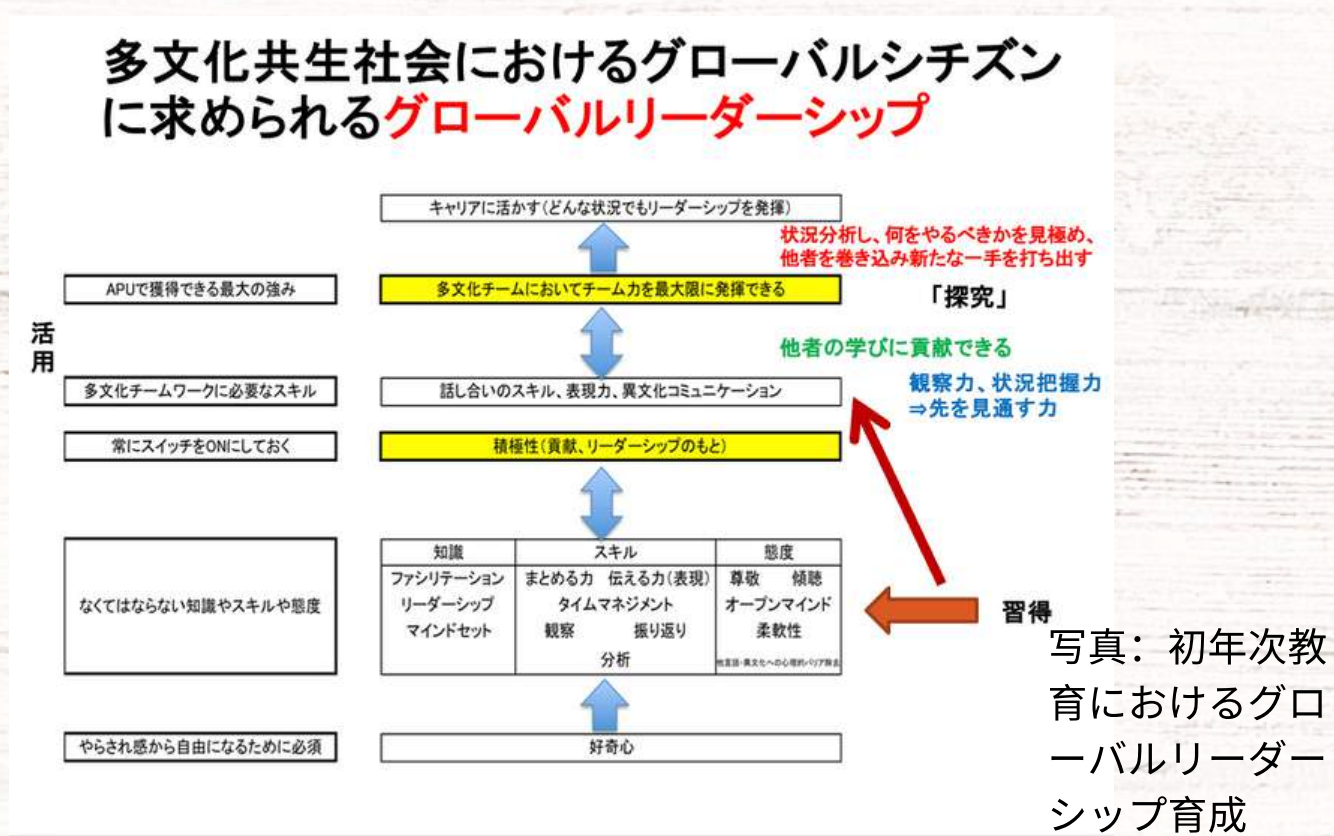 多文化共生社会におけるグローバルシチズン
に求められるグローバルリーダーシップ
キャリアに活かす(どんな状況でもリーダーシップを発揮)
状況分析し、何をやるべきかを見極め、
他者を巻き込み新たな一手を打ち出す
APUで獲得できる最大の強み
多文化チームにおいてチーム力を最大限に発揮できる
「探究」
活用
他者の学びに貢献できる
観察力、状況把握力
⇒先を見通す力
多文化チームワークに必要なスキル
話し合いのスキル、表現力、異文化コミュニケーション
常にスイッチをONにしておく
積極性(貢献、リーダーシップのもと)
なくてはならない知識やスキルや態度
知識 スキル 態度
ファシリテーション まとめる力 伝える力(表現) 尊敬 傾聴
リーダーシップ タイムマネジメント オープンマインド
マインドセット 観察 振り返り 柔軟性
分析 他言語・異文化への心理的バリア除去
習得
やらされ感から自由になるために必須
好奇心
写真：初年次教
育におけるグロ
ーバルリーダー
シップ育成